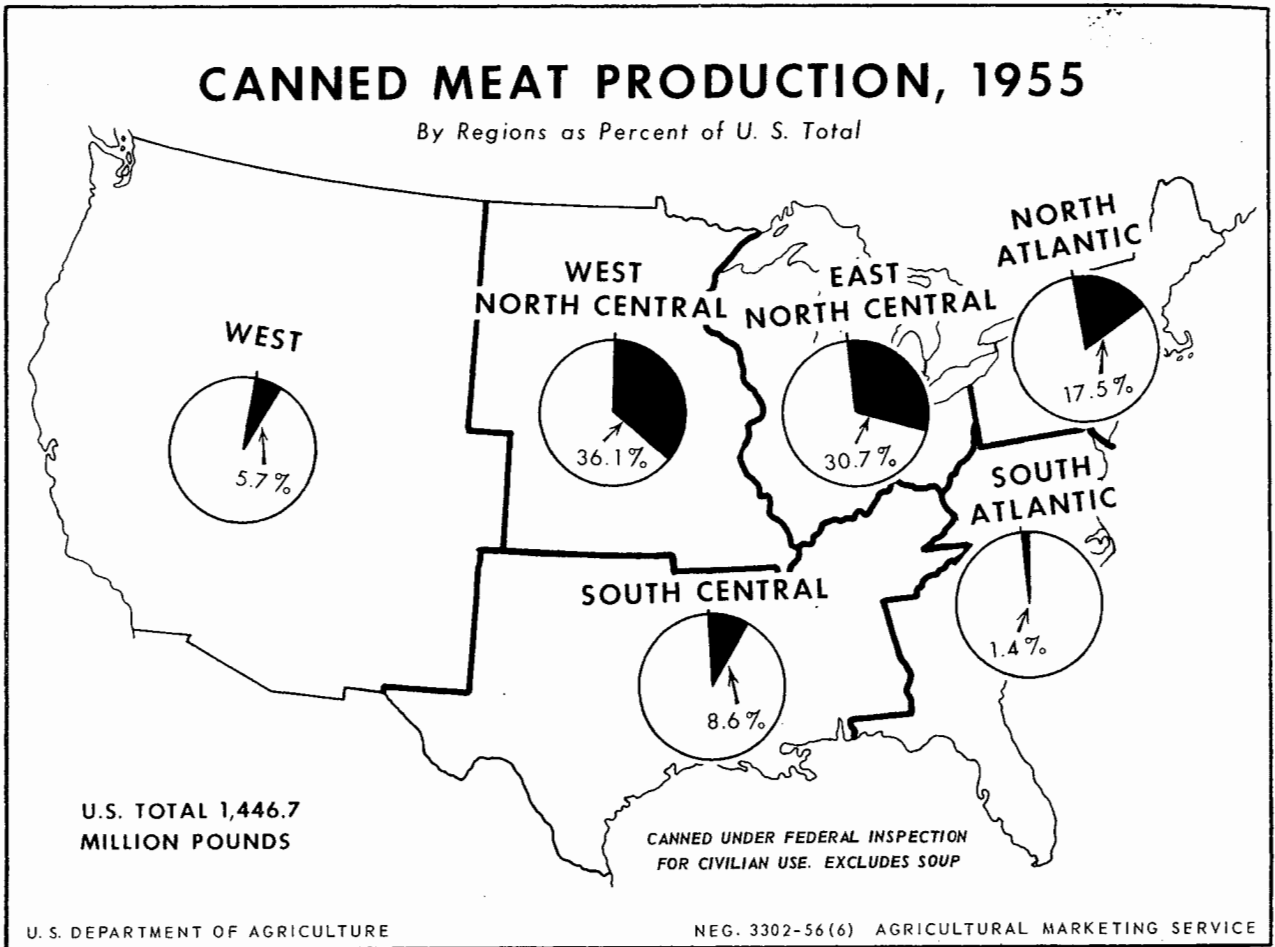 CANNED MEAT PRODUCTION, 1955
By Regions as Percent of U. S. Total
NORTH
ATLANTIC
17.5%
WEST
NORTH CENTRAL
36.1%
EAST
NORTH CENTRAL
30.7%
WEST
5.7%
SOUTH
ATLANTIC
1.4%
SOUTH CENTRAL
8.6%
U.S. TOTAL 1,446.7
MILLION POUNDS
CANNED UNDER FEDERAL INSPECTION
FOR CIVILIAN USE. EXCLUDES SOUP
U. S. DEPARTMENT OF AGRICULTURE
NEG. 3302-56(6) AGRICULTURAL MARKETING SERVICE